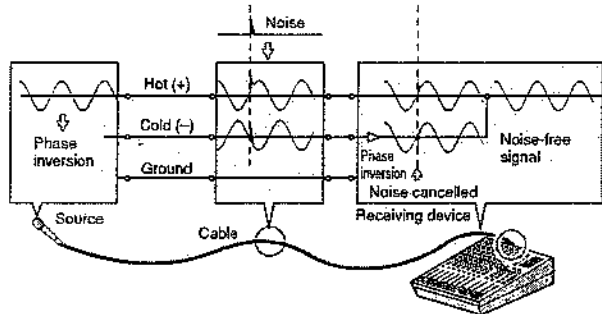 Noise
Hot (+)
Cold (–)
Phase
inversion
Ground
Phase
inversion
Noise-free
signal
Noise-cancelled
Source
Cable
Receiving device